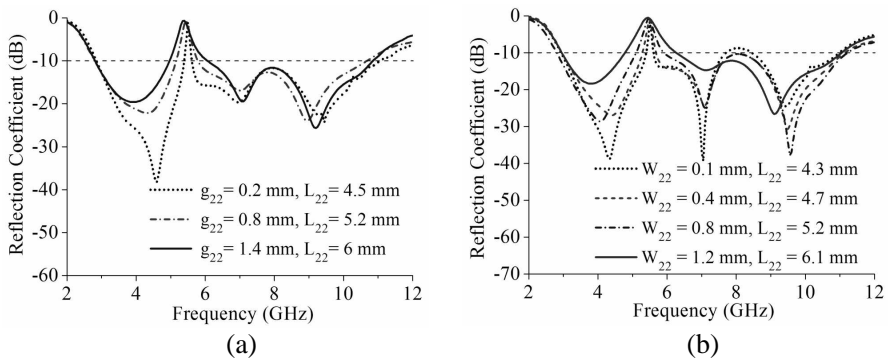 (a)
0
-10
-20
-30
-40
-50
-60
Reflection Coefficient (dB)
g22= 0.2 mm, L22= 4.5 mm
g22= 0.8 mm, L22= 5.2 mm
g22= 1.4 mm, L22= 6 mm
2 4 6 8 10 12
Frequency (GHz)
(a)
(b)
0
-10
-20
-30
-40
-50
-60
-70
Reflection Coefficient (dB)
W22 = 0.1 mm, L22 = 4.3 mm
W22 = 0.4 mm, L22 = 4.7 mm
W22 = 0.8 mm, L22 = 5.2 mm
W22 = 1.2 mm, L22 = 6.1 mm
2 4 6 8 10 12
Frequency (GHz)
(b)